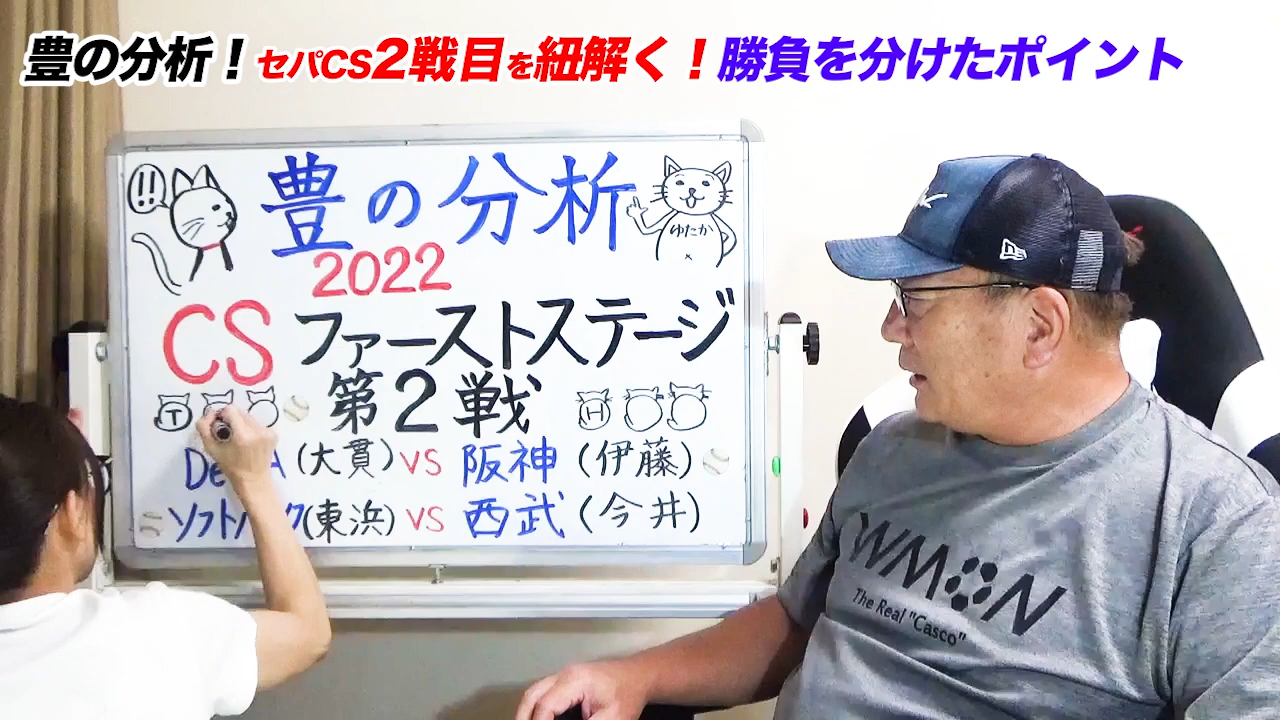 豊の分析！セパCS2戦目を紐解く！勝負を分けたポイント
!!
豊の分析
ゆたか
2022
CSファーストステージ
第2戦
T
H
(大貫) VS 阪神 (伊藤)
(東浜) VS 西武 (今井)
WMON
The Real "Casco"